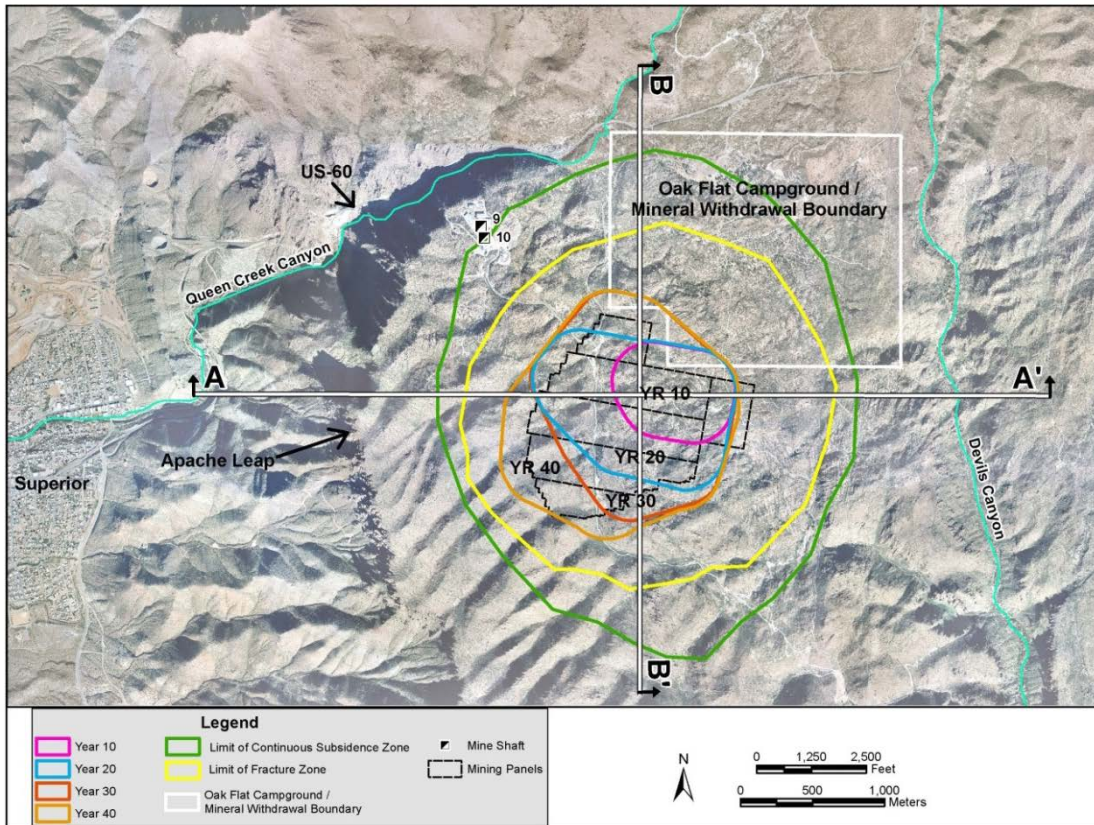 B
US-60
Oak Flat Campground /
Mineral Withdrawal Boundary
9
10
Queen Creek Canyon
A
A'
YR 10
Apache Leap
YR 20
YR 40
Superior
YR 30
Devils Canyon
B'
Legend
Year 10
Year 20
Year 30
Year 40
Limit of Continuous Subsidence Zone
Limit of Fracture Zone
Oak Flat Campground /
Mineral Withdrawal Boundary
Mine Shaft
Mining Panels
N
0 1,250 2,500
Feet
0 500 1,000
Meters